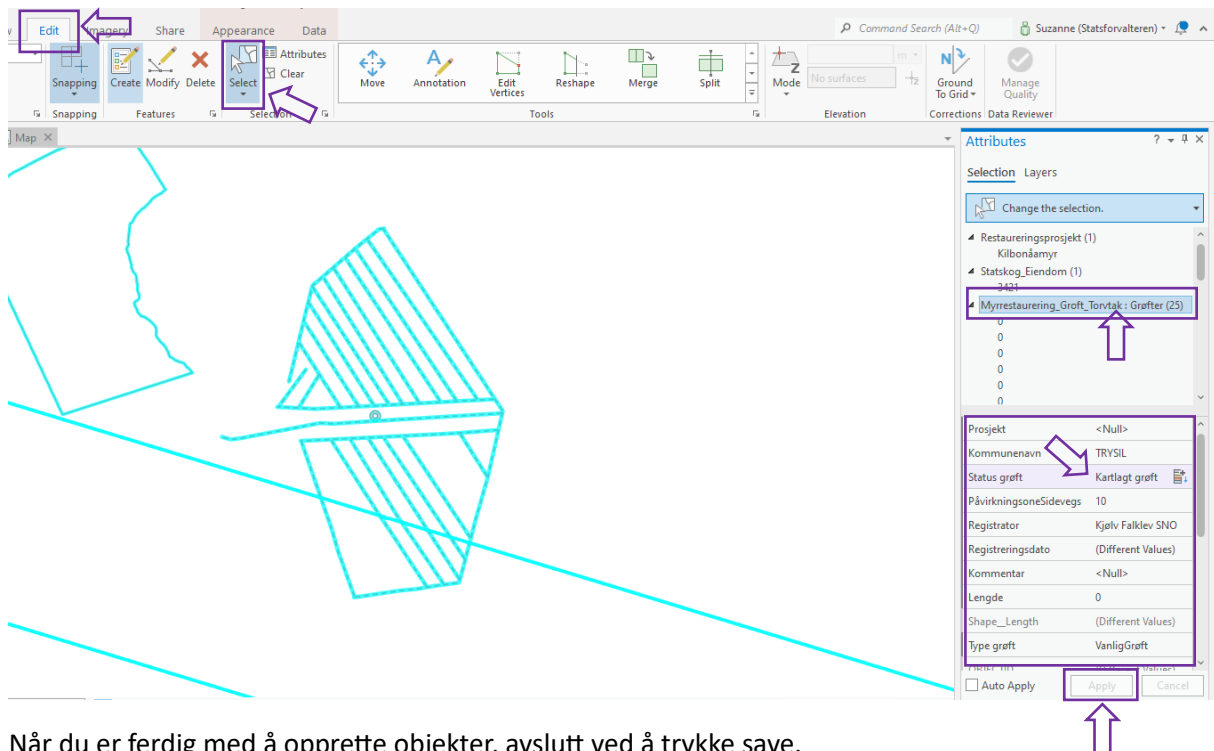 Edit Imagery Share Appearance Data Command Search (Alt+Q) Suzanne (Statsforvalteren)
Attributes
Clear
Snapping Create Modify Delete Select Move Annotation Edit Vertices Reshape Merge Split Mode No surfaces m Ground To Grid Manage Quality
Snapping Features Selection Tools Elevation Corrections Data Reviewer
Map
Attributes
Selection Layers
Change the selection.
Restaureringsprosjekt (1)
Kilbonåamyr
Statskog_Eiendom (1)
3421
Myrrestaurering_Groft_Torvtak : Grøfter (25)
0
0
0
0
0
0
Prosjekt <Null>
Kommunenavn TRYSIL
Status grøft Kartlagt grøft
PåvirkningsoneSidevegs 10
Registrator Kjølv Falklev SNO
Registreringsdato (Different Values)
Kommentar <Null>
Lengde 0
Shape__Length (Different Values)
Type grøft VanligGrøft
Auto Apply Apply Cancel
Når du er ferdig med å opprette objekter, avslutt ved å trykke save.